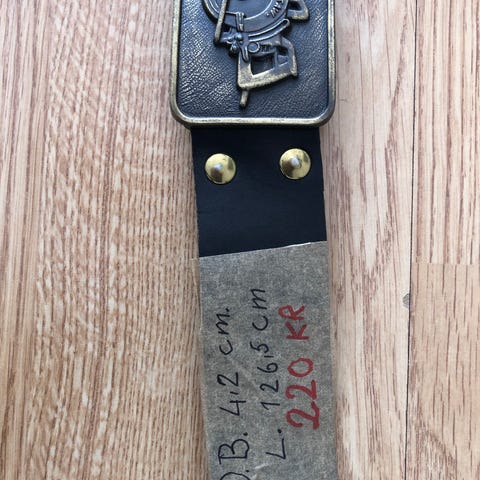 B. 4,2 cm.
L. 126,5 cm
220 KR